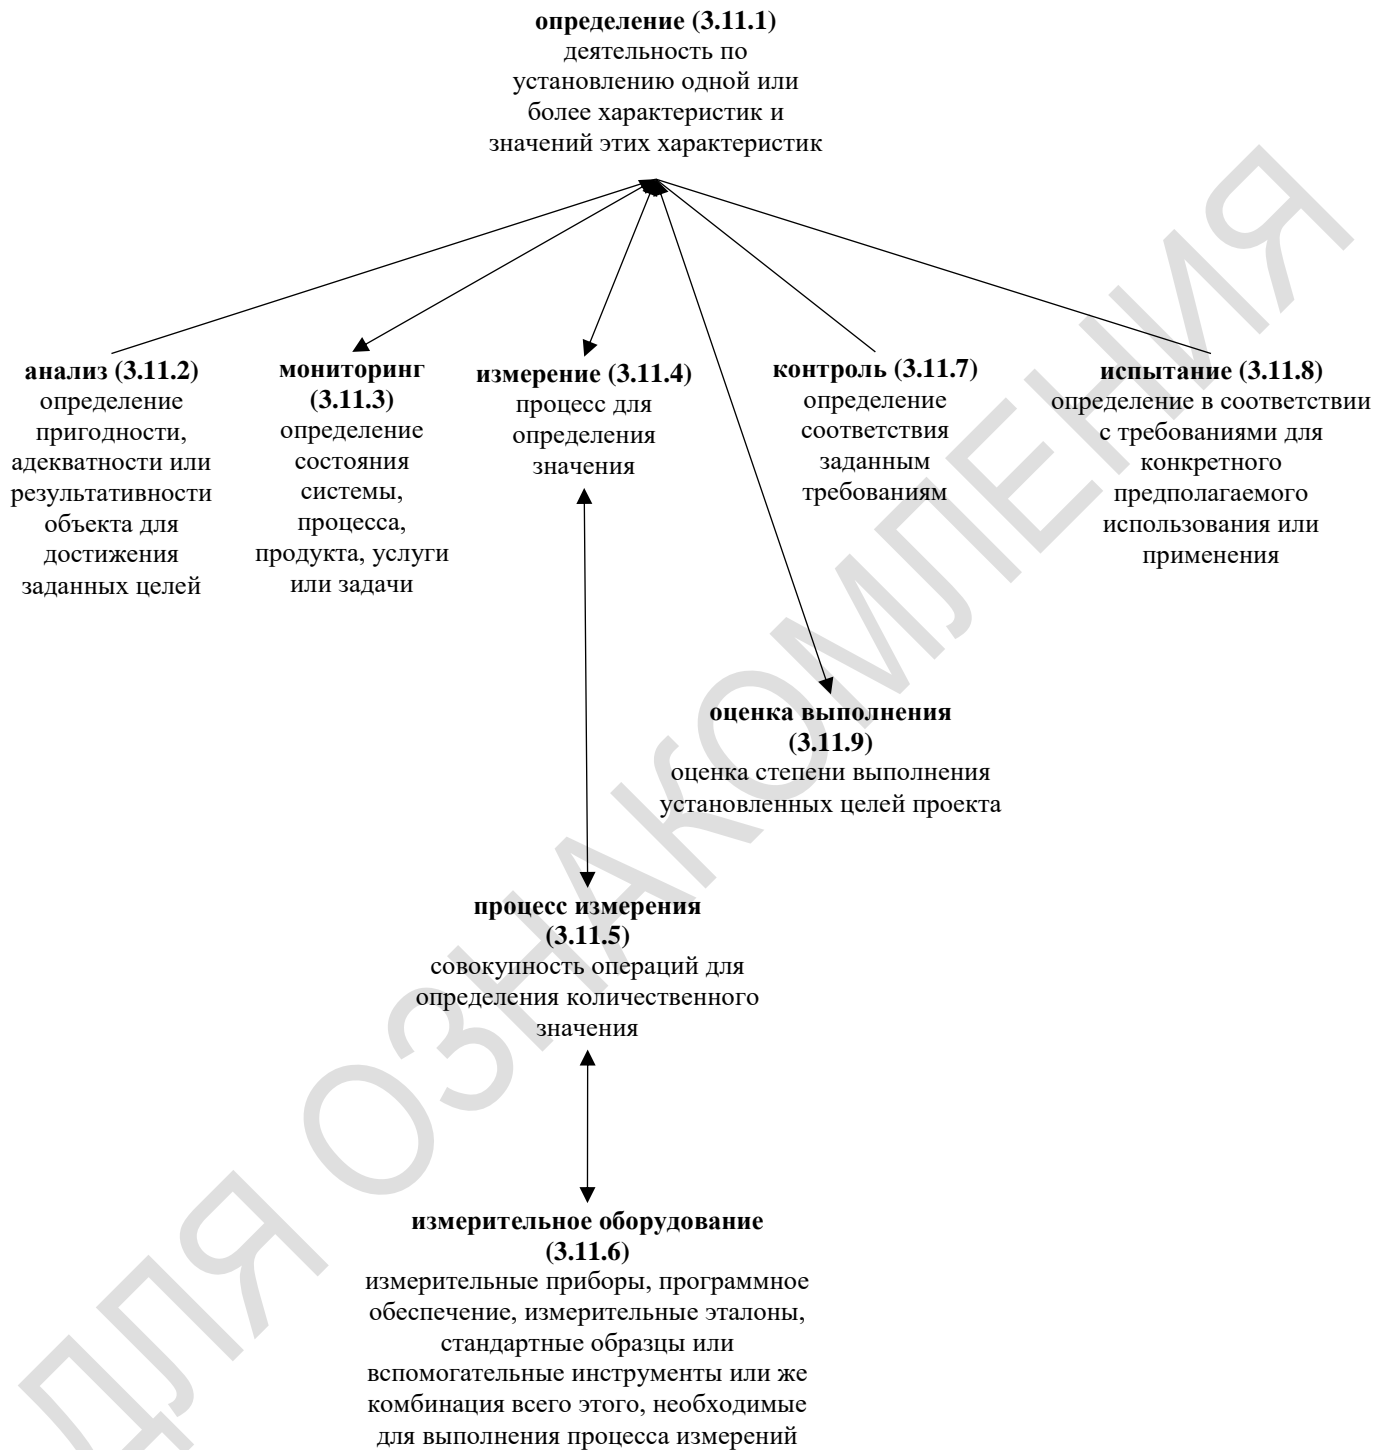 определение (3.11.1)
деятельность по
установлению одной или
более характеристик и
значений этих характеристик
анализ (3.11.2)
определение
пригодности,
адекватности или
результативности
объекта для
достижения
заданных целей
мониторинг
(3.11.3)
определение
состояния
системы,
процесса,
продукта, услуги
или задачи
измерение (3.11.4)
процесс для
определения
значения
контроль (3.11.7)
определение
соответствия
заданным
требованиям
испытание (3.11.8)
определение в соответствии
с требованиями для
конкретного
предполагаемого
использования или
применения
оценка выполнения
(3.11.9)
оценка степени выполнения
установленных целей проекта
процесс измерения
(3.11.5)
совокупность операций для
определения количественного
значения
измерительное оборудование
(3.11.6)
измерительные приборы, программное
обеспечение, измерительные эталоны,
стандартные образцы или
вспомогательные инструменты или же
комбинация всего этого, необходимые
для выполнения процесса измерений
ДЛЯ ОЗНАКОМЛЕНИЯ